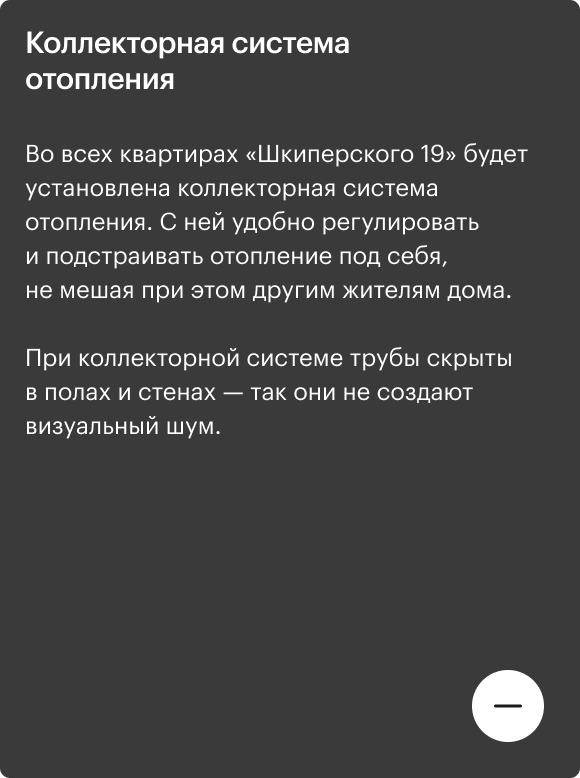 Коллекторная система
отопления
Во всех квартирах «Шкиперского 19» будет
установлена коллекторная система
отопления. С ней удобно регулировать
и подстраивать отопление под себя,
не мешая при этом другим жителям дома.
При коллекторной системе трубы скрыты
в полах и стенах — так они не создают
визуальный шум.